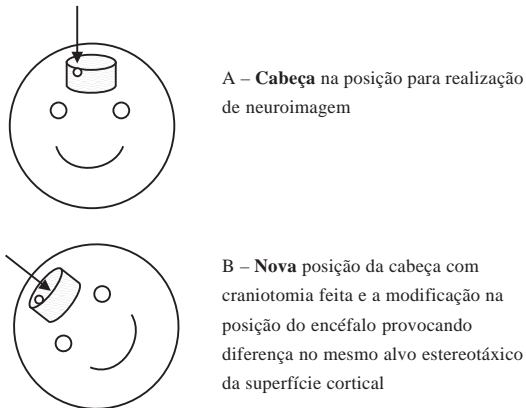 A – Cabeça na posição para realização
de neuroimagem
B – Nova posição da cabeça com
craniotomia feita e a modificação na
posição do encéfalo provocando
diferença no mesmo alvo estereotáxico
da superfície cortical